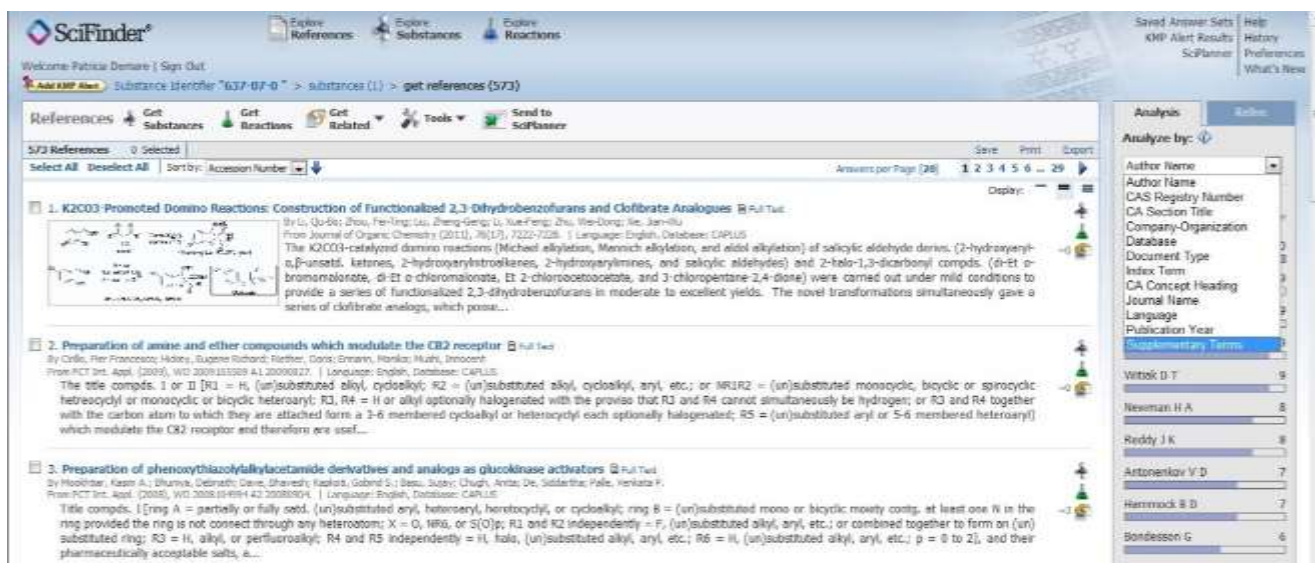 SciFinder®
Explore References
Explore Substances
Explore Reactions
Saved Answer Sets
KMP Alert Results
SciPlanner
Help
History
Preferences
What's New
Welcome Patricia Demare | Sign Out
Add KMP Alert Substance Identifier "637-07-0 " > substances (1) > get references (573)
References
Get Substances
Get Reactions
Get Related
Tools
Send to SciPlanner
573 References 0 Selected
Save Print Export
Select All Deselect All Sort by: Accession Number
Answers per Page [20] 1 2 3 4 5 6 ... 29
Display:
1. K2CO3-Promoted Domino Reactions: Construction of Functionalized 2,3-Dihydrobenzofurans and Clofibrate Analogues Full Text
From Journal of Organic Chemistry (2011), 76(17), 7222-7228. | Language: English, Database: CAPLUS
The K2CO3-catalyzed domino reactions (Michael alkylation, Mannich alkylation, and aldol alkylation) of salicylic aldehyde derivs. (2-hydroxyaryl-
α,β-unsatd. ketones, 2-hydroxyarylnitroalkenes, 2-hydroxyarylimines, and salicylic aldehydes) and 2-halo-1,3-dicarbonyl compds. (di-Et α-
bromomalonate, di-Et α-chloromalonate, Et 2-chloroacetoacetate, and 3-chloropentane-2,4-dione) were carried out under mild conditions to
provide a series of functionalized 2,3-dihydrobenzofurans in moderate to excellent yields. The novel transformations simultaneously gave a
series of clofibrate analogs, which posse...
2. Preparation of amine and ether compounds which modulate the CB2 receptor Full Text
By Cirillo, Pier Francesco; Hickey, Eugene Richard; Riether, Doris; Ermann, Monika; Mushi, Innocent
From PCT Int. Appl. (2009), WO 2009105509 A1 20090827. | Language: English, Database: CAPLUS
The title compds. I or II [R1 = H, (un)substituted alkyl, cycloalkyl; R2 = (un)substituted alkyl, cycloalkyl, aryl, etc.; or NR1R2 = (un)substituted monocyclic, bicyclic or spirocyclic
hetreocyclyl or monocyclic or bicyclic heteroaryl; R3, R4 = H or alkyl optionally halogenated with the proviso that R3 and R4 cannot simultaneously be hydrogen; or R3 and R4 together
with the carbon atom to which they are attached form a 3-6 membered cycloalkyl or heterocyclyl each optionally halogenated; R5 = (un)substituted aryl or 5-6 membered heteroaryl]
which modulate the CB2 receptor and therefore are usef...
3. Preparation of phenoxythiazolylalkylacetamide derivatives and analogs as glucokinase activators Full Text
From PCT Int. Appl. (2008), WO 2008104994 A2 20080904. | Language: English, Database: CAPLUS
Title compds. I [ring A = partially or fully satd. (un)substituted aryl, heteroaryl, heterocyclyl, or cycloalkyl; ring B = (un)substituted mono or bicyclic moiety contg. at least one N in the
ring provided the ring is not connect through any heteroatom; X = O, NR6, or S(O)p; R1 and R2 independently = F, (un)substituted alkyl, aryl, etc.; or combined together to form an (un)
substituted ring; R3 = H, alkyl, or perfluoroalkyl; R4 and R5 independently = H, halo, (un)substituted alkyl, aryl, etc.; R6 = H, (un)substituted alkyl, aryl, etc.; p = 0 to 2], and their
pharmaceutically acceptable salts, a...
Analysis Refine
Analyze by:
Author Name
Author Name
CAS Registry Number
CA Section Title
Company-Organization
Database
Document Type
Index Term
CA Concept Heading
Journal Name
Language
Publication Year
Supplementary Terms
Witiak D T 9
Newman H A 8
Reddy J K 8
Antonenkov V D 7
Hammock B D 7
Bondesson G 6